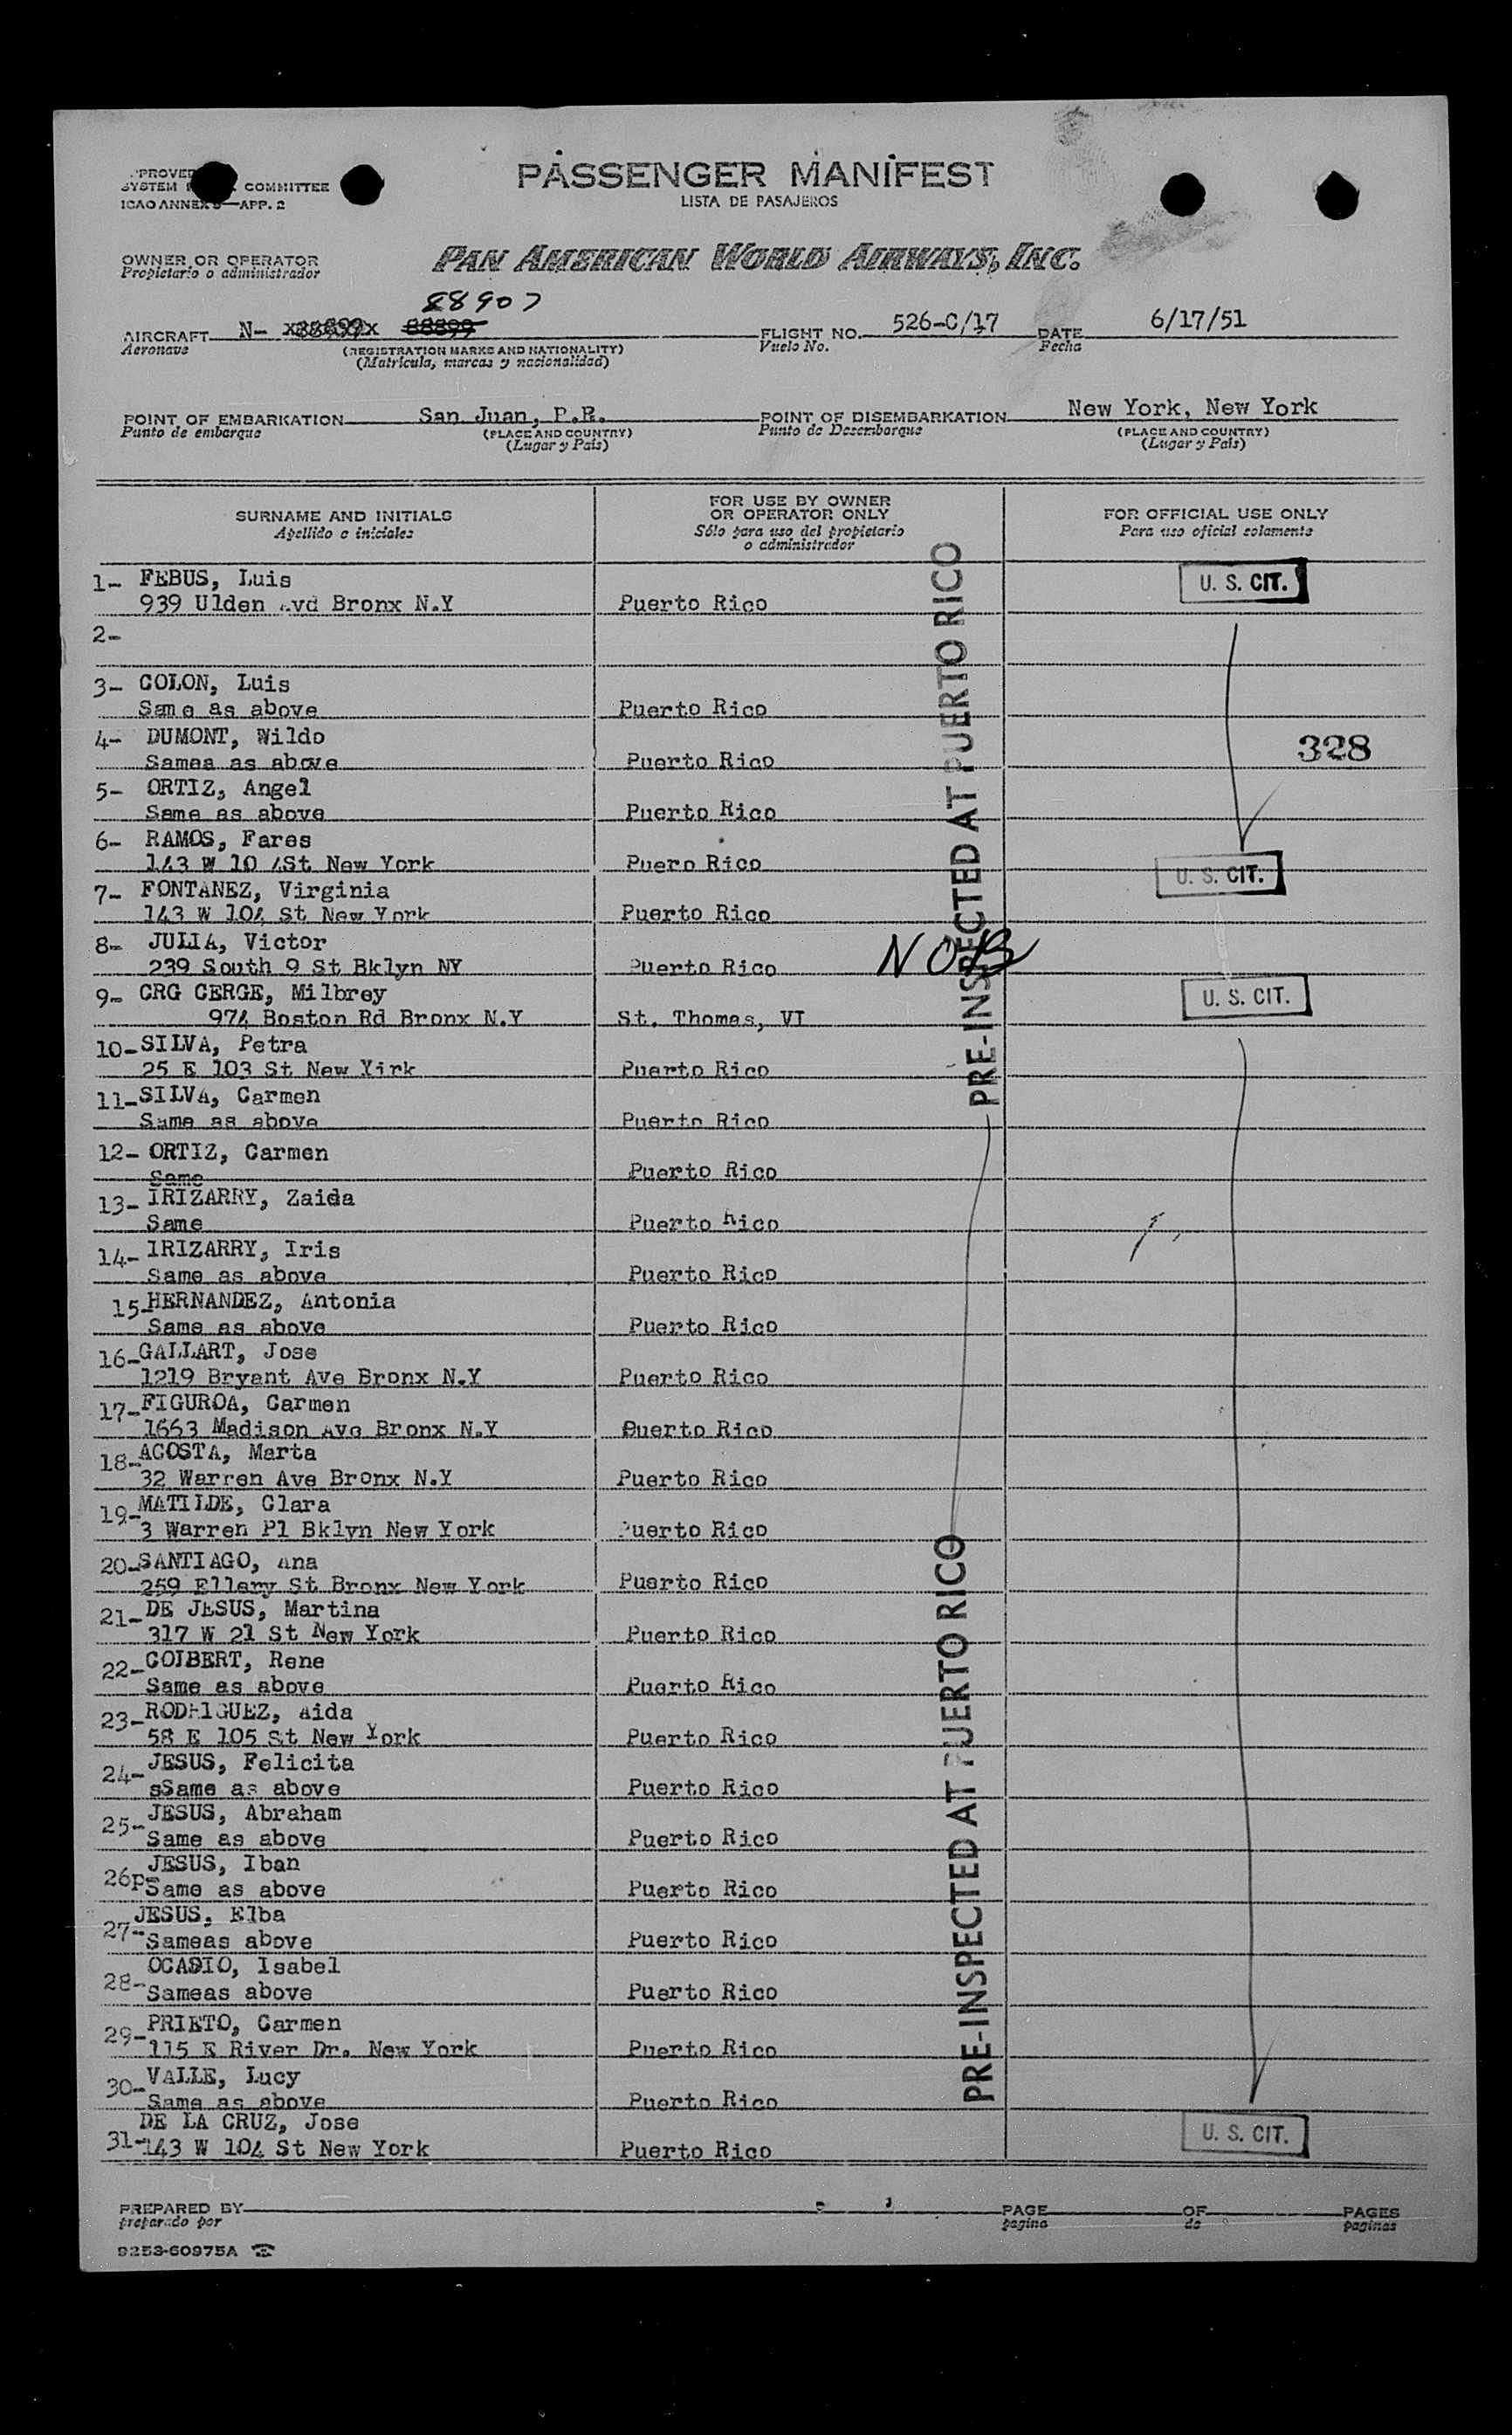 PASSENGER MANIFEST
LISTA DE PASAJEROS
SYSTEM COMMITTEE
ICAO ANNEX 9—APP. 2
OWNER OR OPERATOR
Propietario o administrador
PAN AMERICAN WORLD AIRWAYS, INC.
88907
AIRCRAFT N- 88899 FLIGHT NO. 526-C/17 DATE 6/17/51
Aeronave (REGISTRATION MARKS AND NATIONALITY) Vuelo No. Fecha
(Matricula, marcas y nacionalidad)
POINT OF EMBARKATION San Juan, P.R. POINT OF DISEMBARKATION New York, New York
Punto de embarque (PLACE AND COUNTRY) Punto de Desembarque (PLACE AND COUNTRY)
(Lugar y Pais) (Lugar y Pais)
SURNAME AND INITIALS
Apellido e iniciales
FOR USE BY OWNER
OR OPERATOR ONLY
Sólo para uso del propietario
o administrador
FOR OFFICIAL USE ONLY
Para uso oficial solamente
1- FEBUS, Luis U. S. CIT.
939 Ulden Avd Bronx N.Y Puerto Rico
2-
3- COLON, Luis
Same as above Puerto Rico
4- DUMONT, Wildo 328
Samea as above Puerto Rico
5- ORTIZ, Angel
Same as above Puerto Rico
6- RAMOS, Fares
143 W 10 4St New York Puero Rico U. S. CIT.
7- FONTANEZ, Virginia
143 W 104 St New York Puerto Rico
8- JULIA, Victor NOB
239 South 9 St Bklyn NY Puerto Rico
9- CRG CERGE, Milbrey U. S. CIT.
974 Boston Rd Bronx N.Y St. Thomas, VI
10- SILVA, Petra
25 E 103 St New Yirk Puerto Rico
11- SILVA, Carmen
Same as above Puerto Rico
12- ORTIZ, Carmen
Same Puerto Rico
13- IRIZARRY, Zaida
Same Puerto Rico
14- IRIZARRY, Iris
Same as above Puerto Rico
15- HERNANDEZ, Antonia
Same as above Puerto Rico
16- GALLART, Jose
1219 Bryant Ave Bronx N.Y Puerto Rico
17- FIGUROA, Carmen
1663 Madison Ave Bronx N.Y Puerto Rico
18- ACOSTA, Marta
32 Warren Ave Bronx N.Y Puerto Rico
19- MATILDE, Clara
3 Warren Pl Bklyn New York Puerto Rico
20- SANTIAGO, Ana
259 Ellery St Bronx New York Puerto Rico
21- DE JESUS, Martina
317 W 21 St New York Puerto Rico
22- COIBERT, Rene
Same as above Puerto Rico
23- RODRIGUEZ, Aida
58 E 105 St New York Puerto Rico
24- JESUS, Felicita
sSame as above Puerto Rico
25- JESUS, Abraham
Same as above Puerto Rico
26p- JESUS, Iban
Same as above Puerto Rico
27- JESUS, Elba
Sameas above Puerto Rico
28- OCASIO, Isabel
Sameas above Puerto Rico
29- PRIETO, Carmen
115 E River Dr. New York Puerto Rico
30- VALLE, Lucy
Same as above Puerto Rico
31- DE LA CRUZ, Jose U. S. CIT.
143 W 104 St New York Puerto Rico
PRE-INSPECTED AT PUERTO RICO
PRE-INSPECTED AT PUERTO RICO
PREPARED BY PAGE OF PAGES
preparado por pagina de paginas
9253-60975A